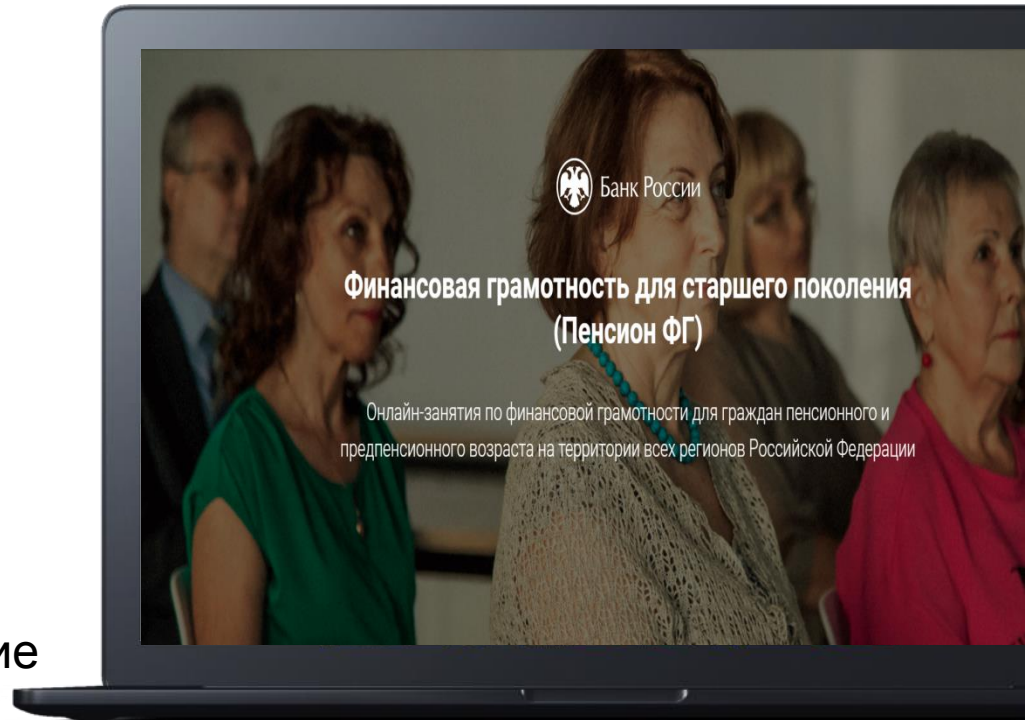 Банк России
Финансовая грамотность для старшего поколения
(Пенсион ФГ)
Онлайн-занятия по финансовой грамотности для граждан пенсионного и
предпенсионного возраста на территории всех регионов Российской Федерации
ие